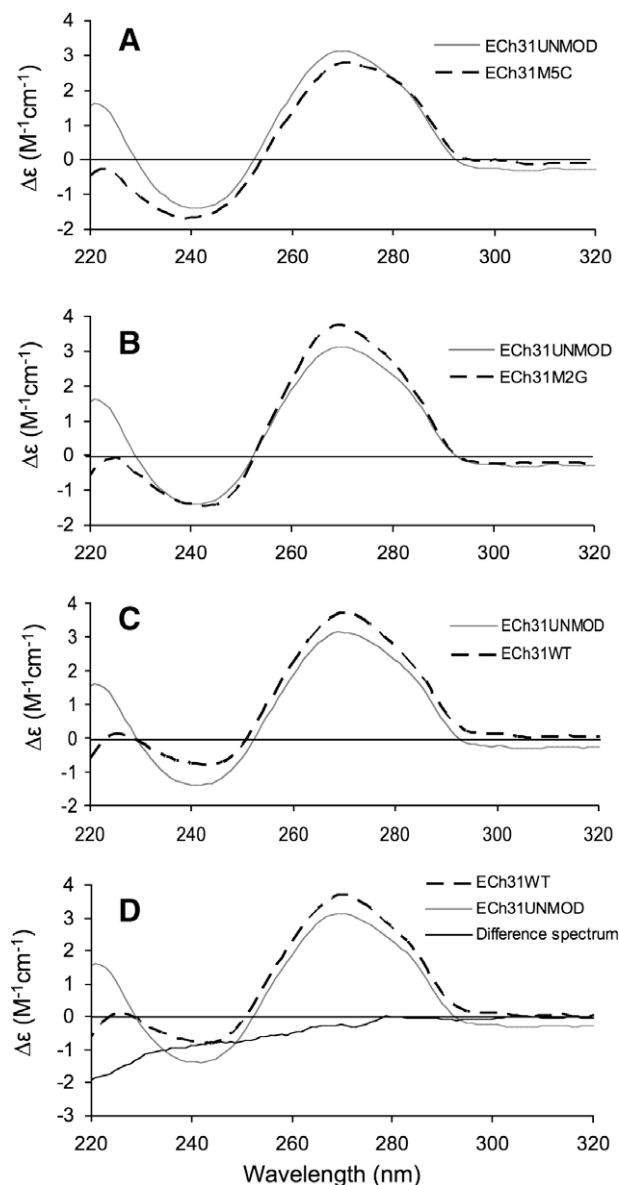 A
ECh31UNMOD
ECh31M5C
Δε (M⁻¹cm⁻¹)
4
3
2
1
0
-1
-2
220 240 260 280 300 320
B
ECh31UNMOD
ECh31M2G
Δε (M⁻¹cm⁻¹)
4
3
2
1
0
-1
-2
220 240 260 280 300 320
C
ECh31UNMOD
ECh31WT
Δε (M⁻¹cm⁻¹)
4
3
2
1
0
-1
-2
220 240 260 280 300 320
D
ECh31WT
ECh31UNMOD
Difference spectrum
Δε (M⁻¹cm⁻¹)
4
3
2
1
0
-1
-2
-3
220 240 260 280 300 320
Wavelength (nm)